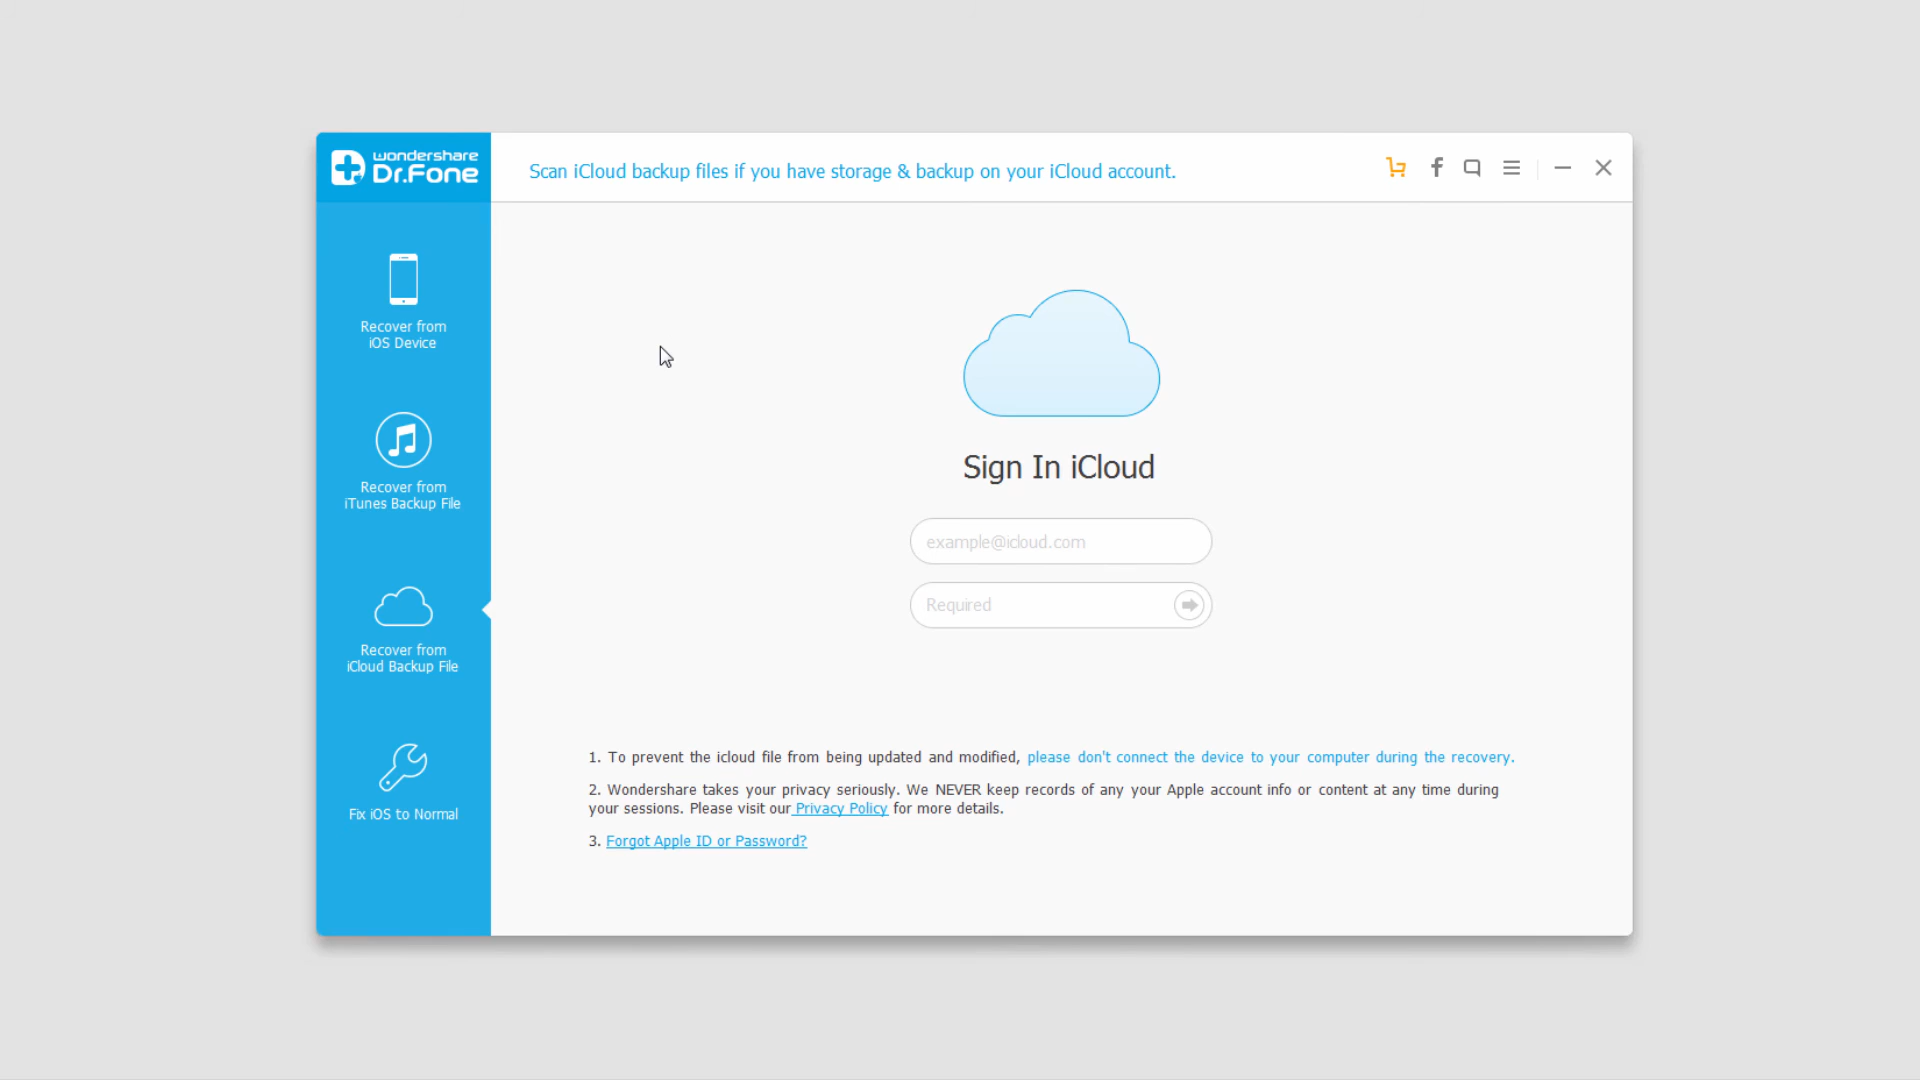 wondershare
Dr.Fone
Scan iCloud backup files if you have storage & backup on your iCloud account.
Recover from
iOS Device
Recover from
iTunes Backup File
Recover from
iCloud Backup File
Fix iOS to Normal
Sign In iCloud
example@icloud.com
Required
1. To prevent the icloud file from being updated and modified, please don't connect the device to your computer during the recovery.
2. Wondershare takes your privacy seriously. We NEVER keep records of any your Apple account info or content at any time during
your sessions. Please visit our Privacy Policy for more details.
3. Forgot Apple ID or Password?